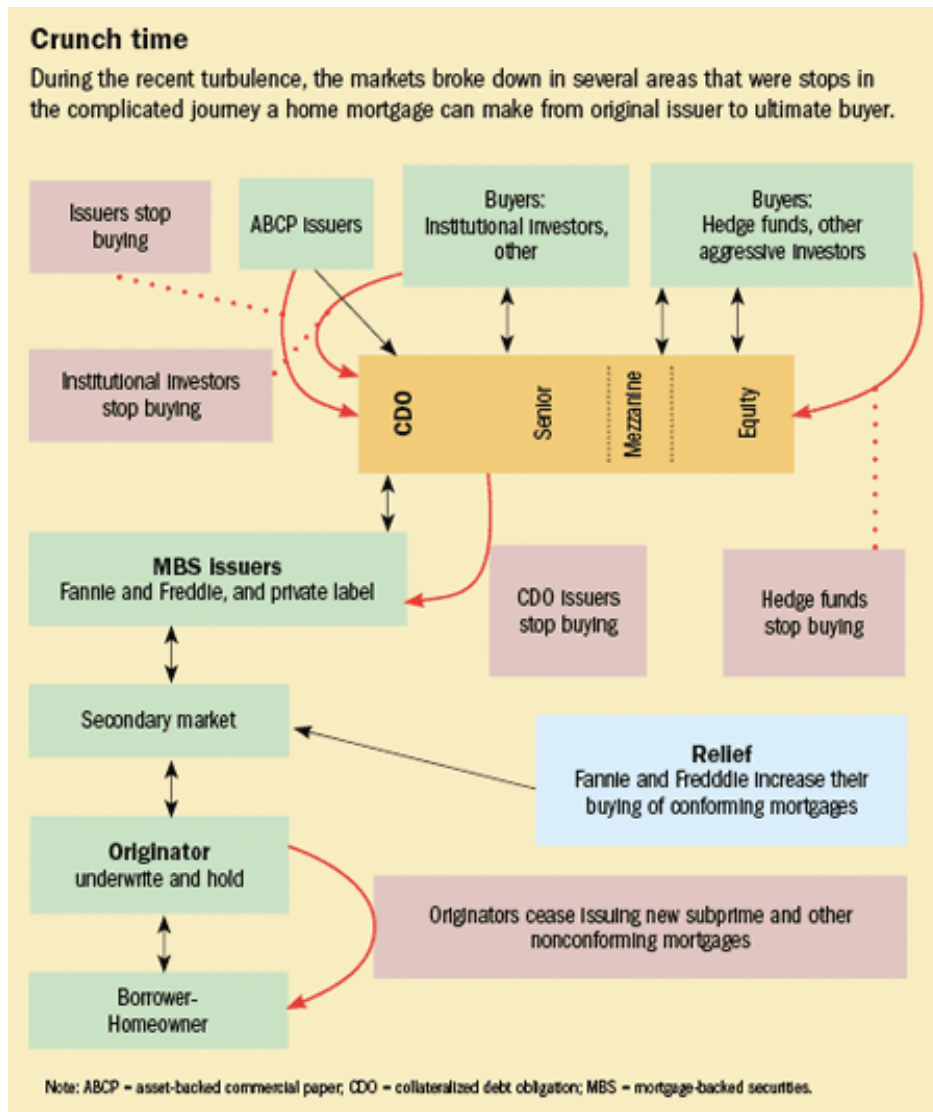 Crunch time
During the recent turbulence, the markets broke down in several areas that were stops in
the complicated journey a home mortgage can make from original issuer to ultimate buyer.
Issuers stop
buying
ABCP issuers
Buyers:
Institutional investors,
other
Buyers:
Hedge funds, other
aggressive investors
Institutional investors
stop buying
CDO
Senior
Mezzanine
Equity
MBS issuers
Fannie and Freddie, and private label
CDO issuers
stop buying
Hedge funds
stop buying
Secondary market
Relief
Fannie and Fredddie increase their
buying of conforming mortgages
Originator
underwrite and hold
Originators cease issuing new subprime and other
nonconforming mortgages
Borrower-
Homeowner
Note: ABCP = asset-backed commercial paper; CDO = collateralized debt obligation; MBS = mortgage-backed securities.